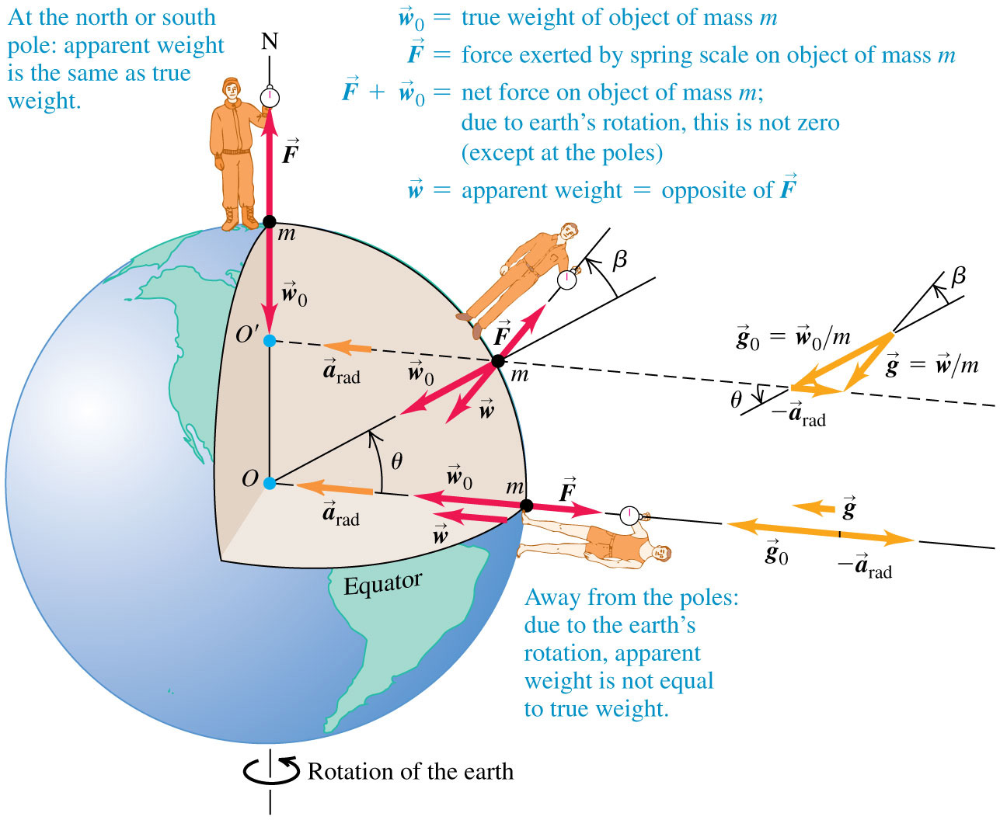 At the north or south
pole: apparent weight
is the same as true
weight.
w⃗₀ = true weight of object of mass m
F⃗ = force exerted by spring scale on object of mass m
F⃗ + w⃗₀ = net force on object of mass m;
due to earth's rotation, this is not zero
(except at the poles)
w⃗ = apparent weight = opposite of F⃗
N
F⃗
m
w⃗₀
O′
a⃗rad
w⃗₀
F⃗
m
w⃗
β
β
g⃗₀ = w⃗₀/m
g⃗ = w⃗/m
θ
−a⃗rad
O
θ
a⃗rad
w⃗₀
m
F⃗
w⃗
g⃗
g⃗₀
−a⃗rad
Equator
Away from the poles:
due to the earth's
rotation, apparent
weight is not equal
to true weight.
Rotation of the earth